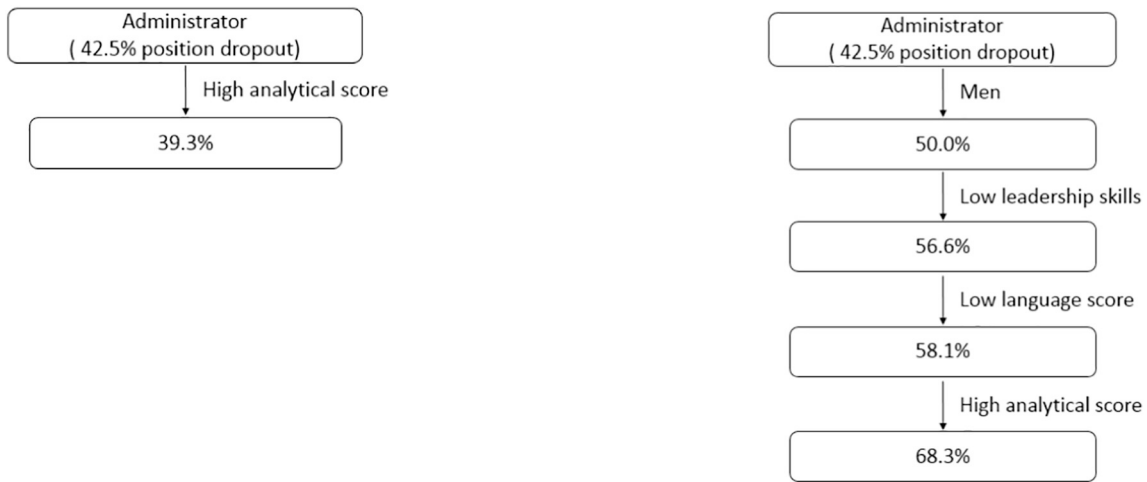 Administrator
( 42.5% position dropout)
High analytical score
39.3%
Administrator
( 42.5% position dropout)
Men
50.0%
Low leadership skills
56.6%
Low language score
58.1%
High analytical score
68.3%